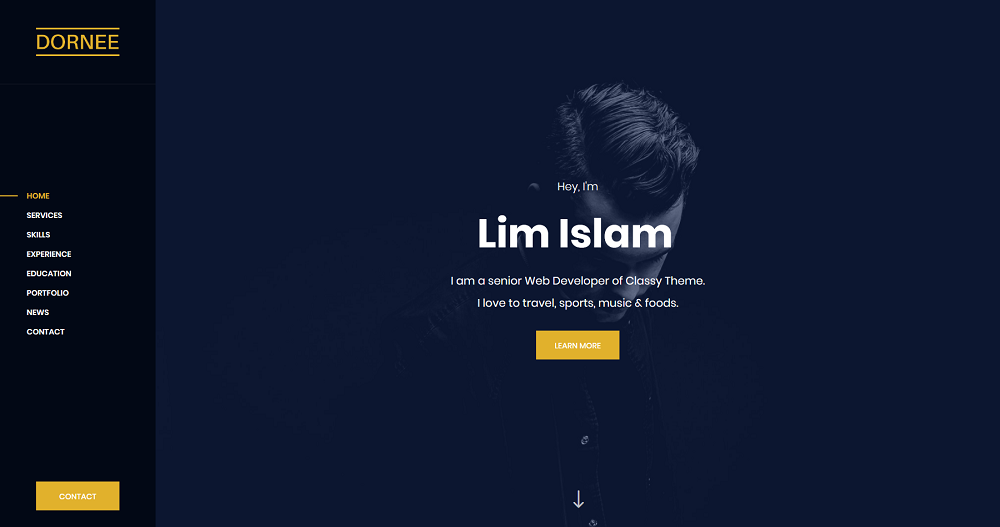 DORNEE
HOME
SERVICES
SKILLS
EXPERIENCE
EDUCATION
PORTFOLIO
NEWS
CONTACT
CONTACT
Hey, I'm
Lim Islam
I am a senior Web Developer of Classy Theme.
I love to travel, sports, music & foods.
LEARN MORE